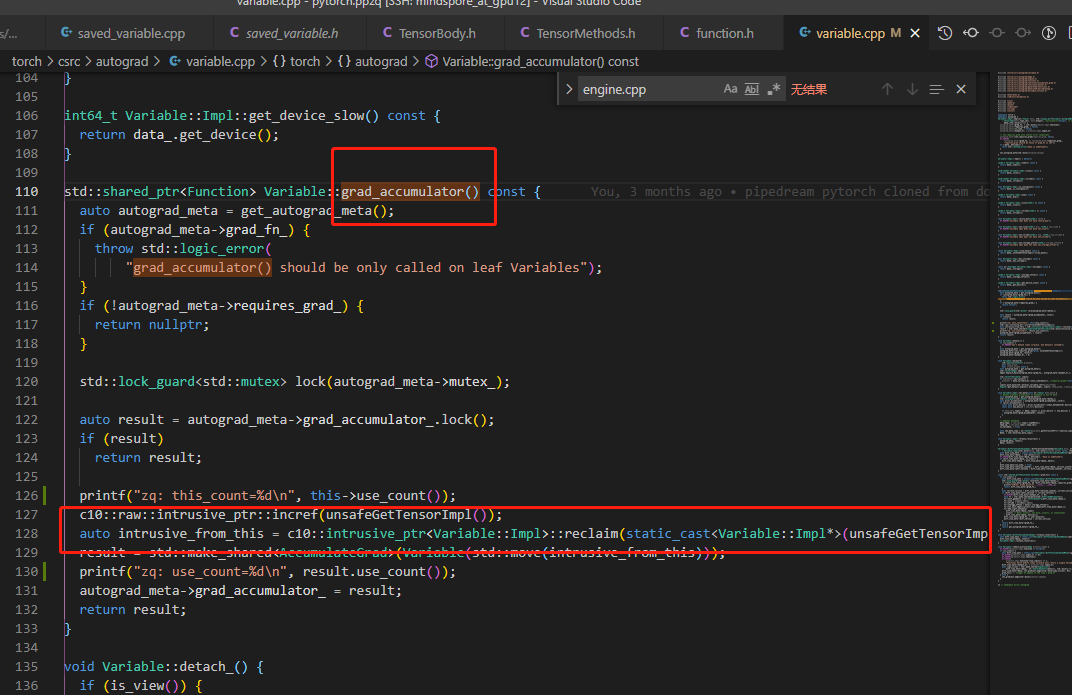 variable.cpp - pytorch.ppzq [SSH: mindspore_at_gpu12] - Visual Studio Code
s/...
saved_variable.cpp
saved_variable.h
TensorBody.h
TensorMethods.h
function.h
variable.cpp M
torch > csrc > autograd > variable.cpp > {} torch > {} autograd > Variable::grad_accumulator() const
engine.cpp
Aa
Abl
.*
无结果
104 }
105
106 int64_t Variable::Impl::get_device_slow() const {
107 return data_.get_device();
108 }
109
110 std::shared_ptr<Function> Variable::grad_accumulator() const { You, 3 months ago • pipedream pytorch cloned from do
111 auto autograd_meta = get_autograd_meta();
112 if (autograd_meta->grad_fn_) {
113 throw std::logic_error(
114 "grad_accumulator() should be only called on leaf Variables");
115 }
116 if (!autograd_meta->requires_grad_) {
117 return nullptr;
118 }
119
120 std::lock_guard<std::mutex> lock(autograd_meta->mutex_);
121
122 auto result = autograd_meta->grad_accumulator_.lock();
123 if (result)
124 return result;
125
126 printf("zq: this_count=%d\n", this->use_count());
127 c10::raw::intrusive_ptr::incref(unsafeGetTensorImpl());
128 auto intrusive_from_this = c10::intrusive_ptr<Variable::Impl>::reclaim(static_cast<Variable::Impl*>(unsafeGetTensorImp
129 result = std::make_shared<AccumulateGrad>(Variable(std::move(intrusive_from_this)));
130 printf("zq: use_count=%d\n", result.use_count());
131 autograd_meta->grad_accumulator_ = result;
132 return result;
133 }
134
135 void Variable::detach_() {
136 if (is_view()) {